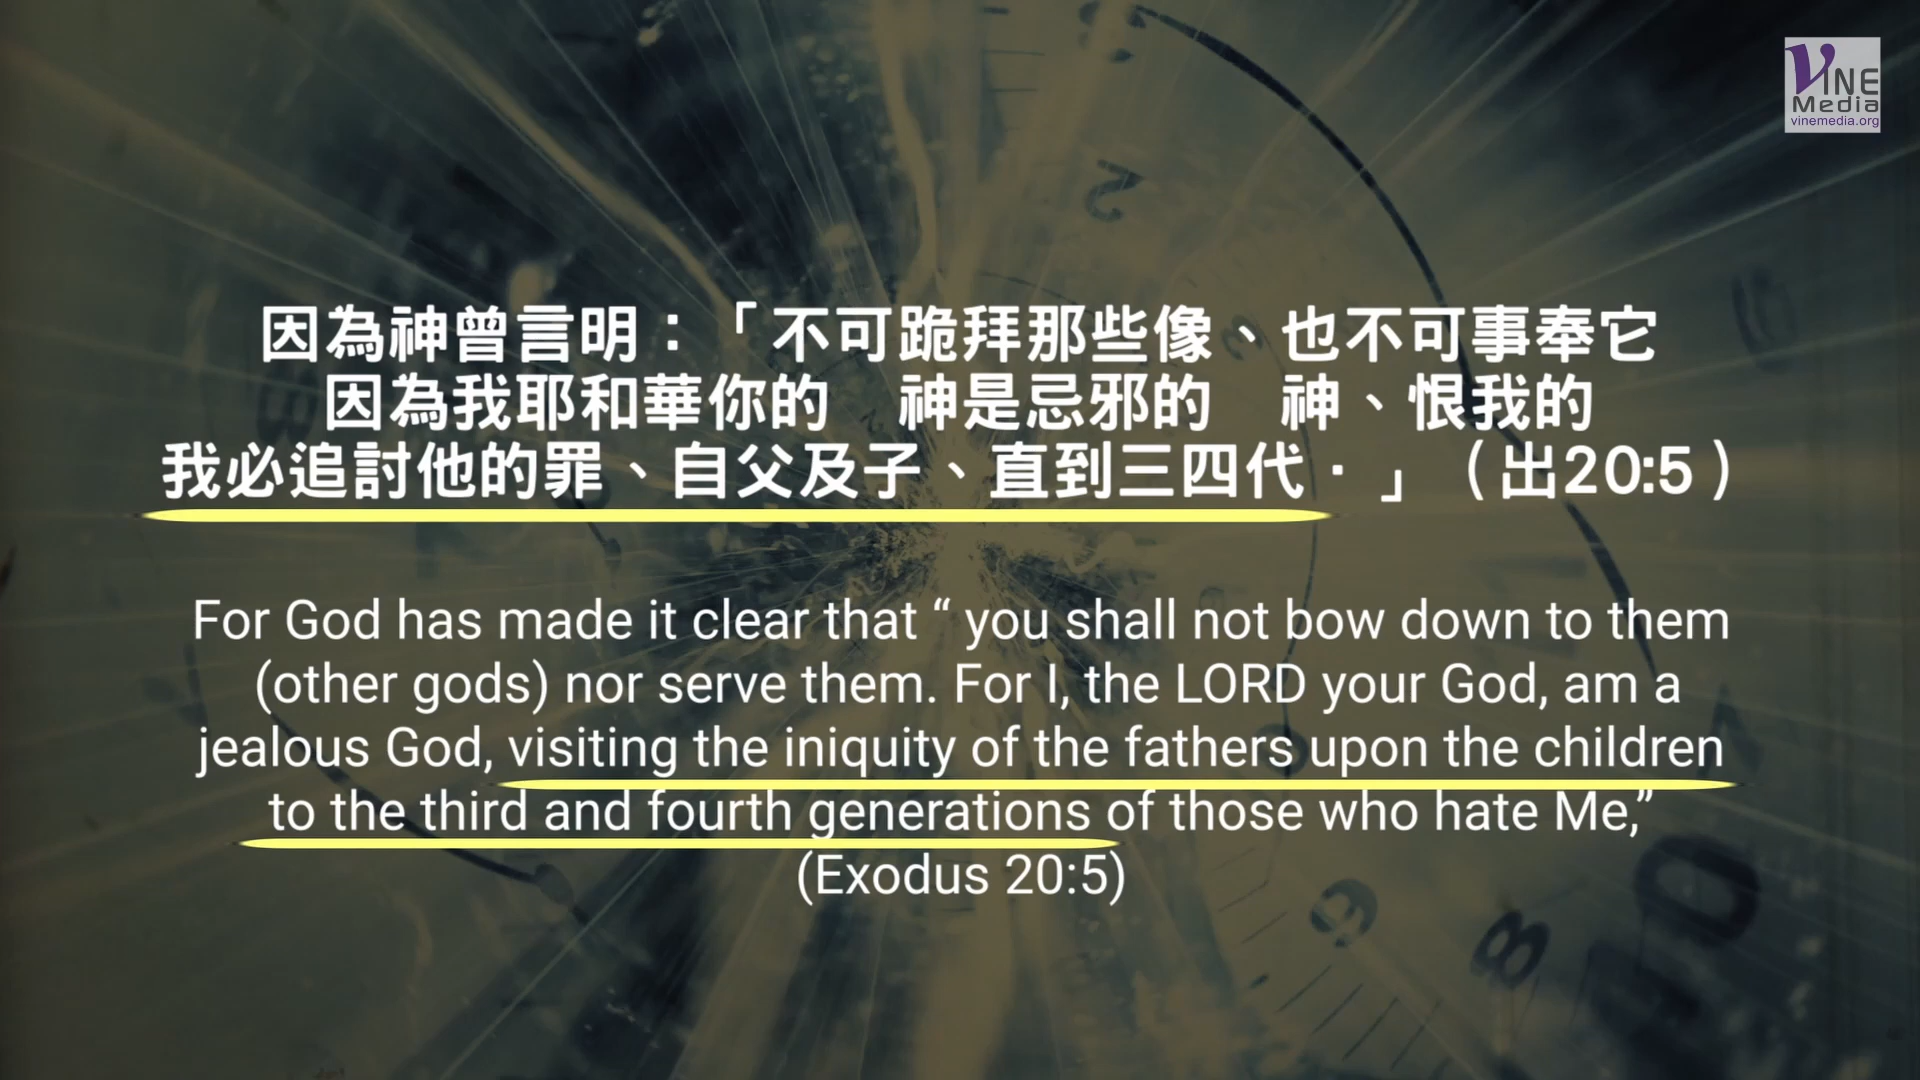 VINE
Media
vinemedia.org
因為神曾言明：「不可跪拜那些像、也不可事奉它
因為我耶和華你的　神是忌邪的　神、恨我的
我必追討他的罪、自父及子、直到三四代．」（出20:5）
For God has made it clear that “ you shall not bow down to them
(other gods) nor serve them. For I, the LORD your God, am a
jealous God, visiting the iniquity of the fathers upon the children
to the third and fourth generations of those who hate Me,”
(Exodus 20:5)
2
9
8
10